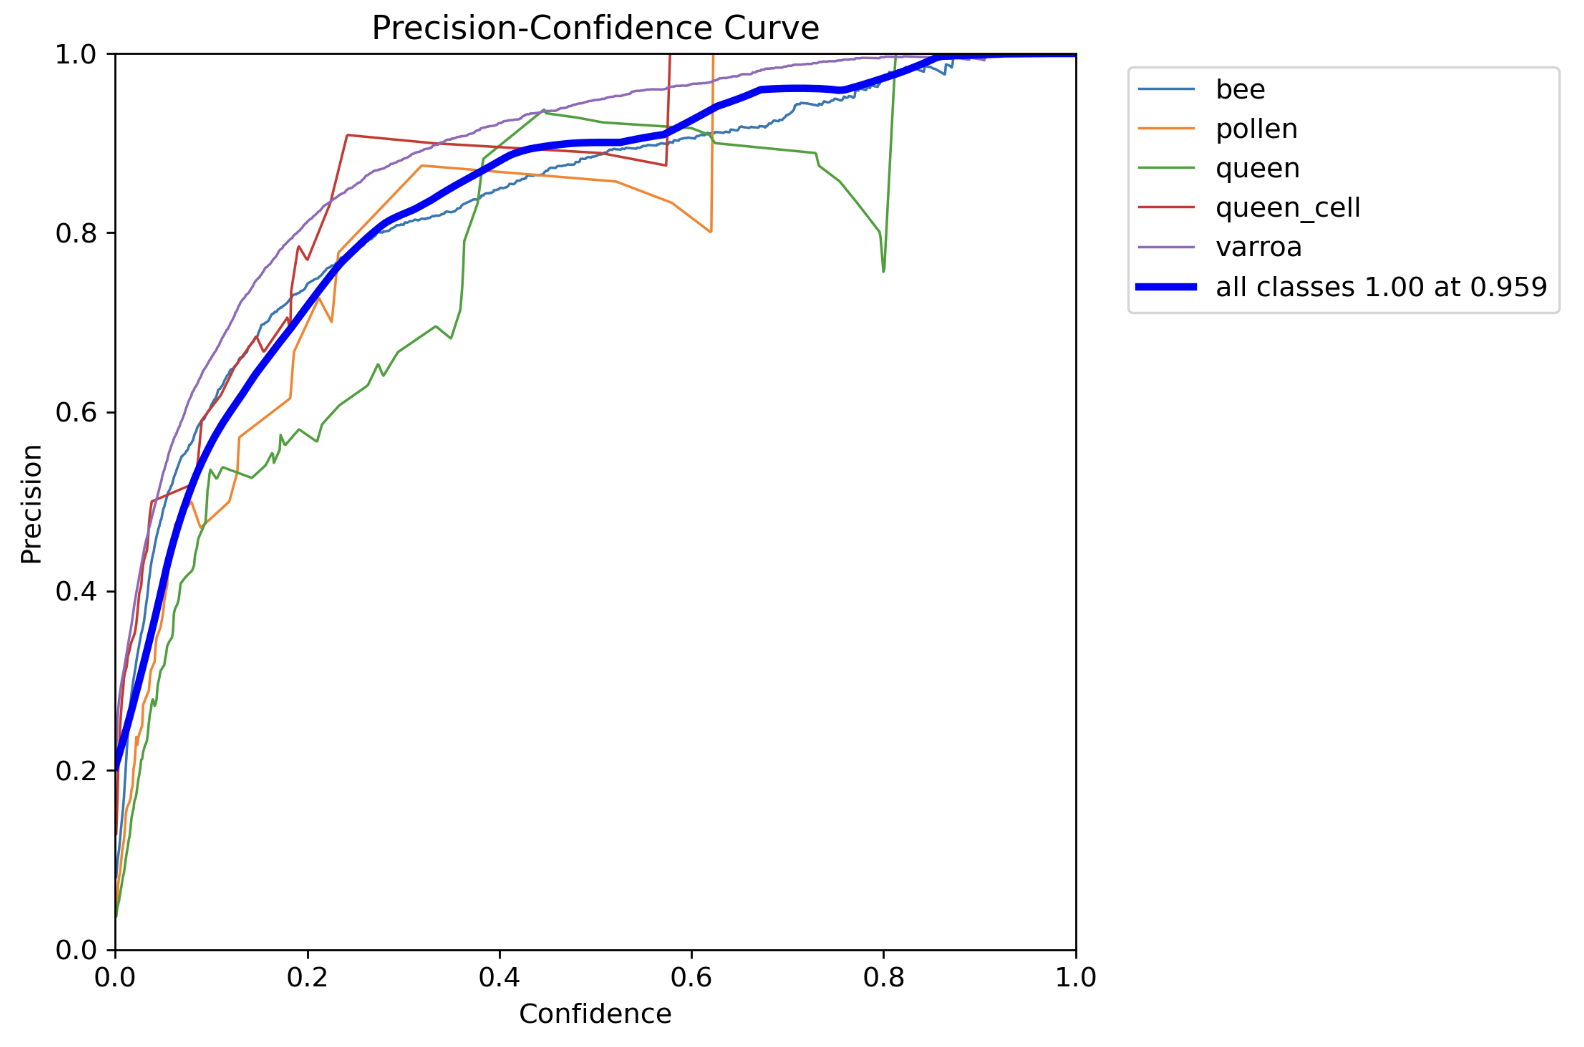 Precision-Confidence Curve
1.0
0.8
0.6
0.4
0.2
0.0
Precision
0.0 0.2 0.4 0.6 0.8 1.0
Confidence
bee
pollen
queen
queen_cell
varroa
all classes 1.00 at 0.959